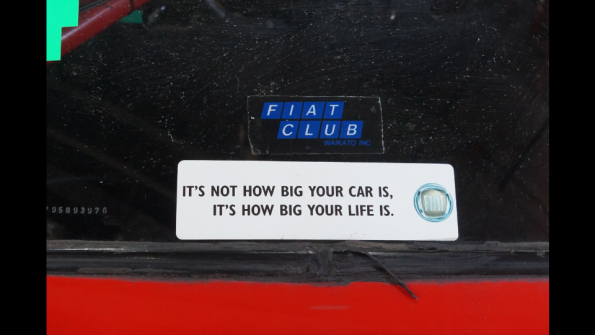 FIAT
CLUB
WAIKATO INC
IT'S NOT HOW BIG YOUR CAR IS,
IT'S HOW BIG YOUR LIFE IS.